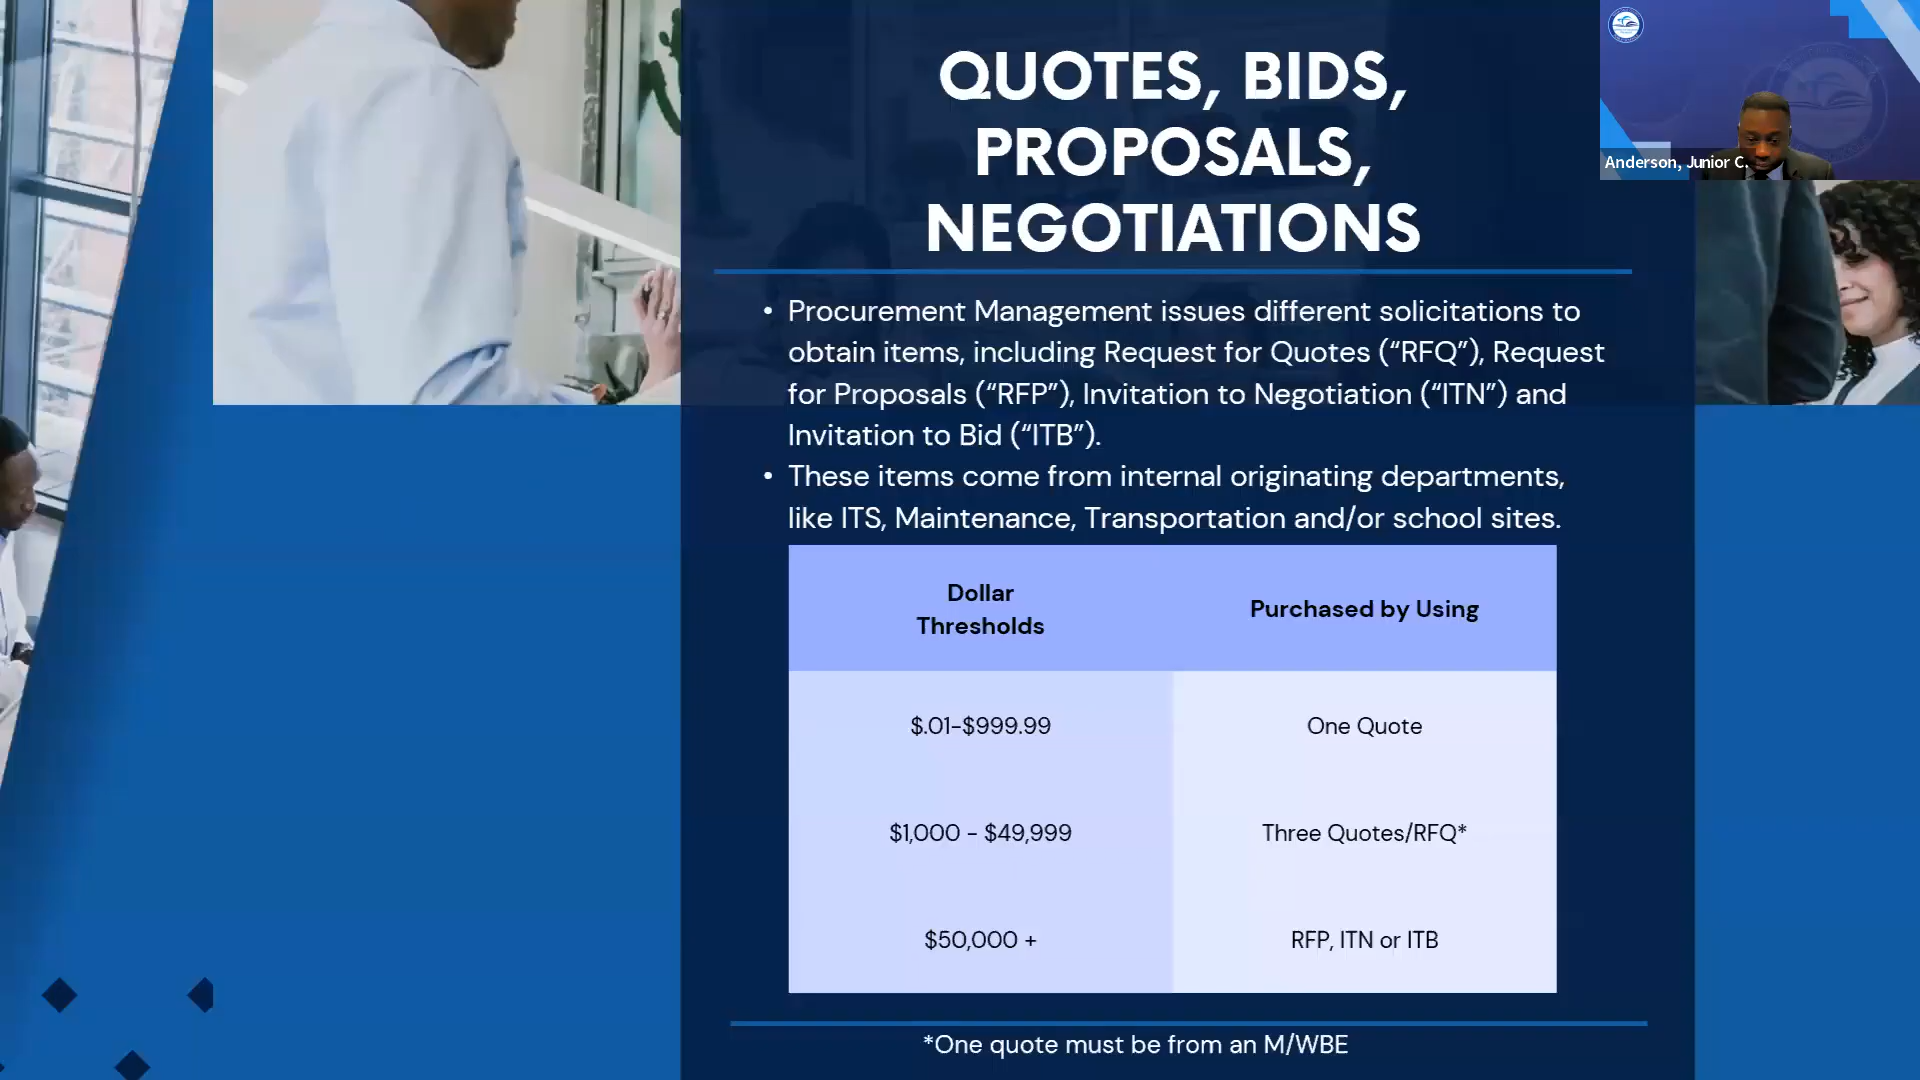 QUOTES, BIDS,
PROPOSALS,
NEGOTIATIONS
Anderson, Junior C.
• Procurement Management issues different solicitations to
obtain items, including Request for Quotes (“RFQ”), Request
for Proposals (“RFP”), Invitation to Negotiation (“ITN”) and
Invitation to Bid (“ITB”).
• These items come from internal originating departments,
like ITS, Maintenance, Transportation and/or school sites.
Dollar
Thresholds
Purchased by Using
$.01-$999.99
One Quote
$1,000 - $49,999
Three Quotes/RFQ*
$50,000 +
RFP, ITN or ITB
*One quote must be from an M/WBE